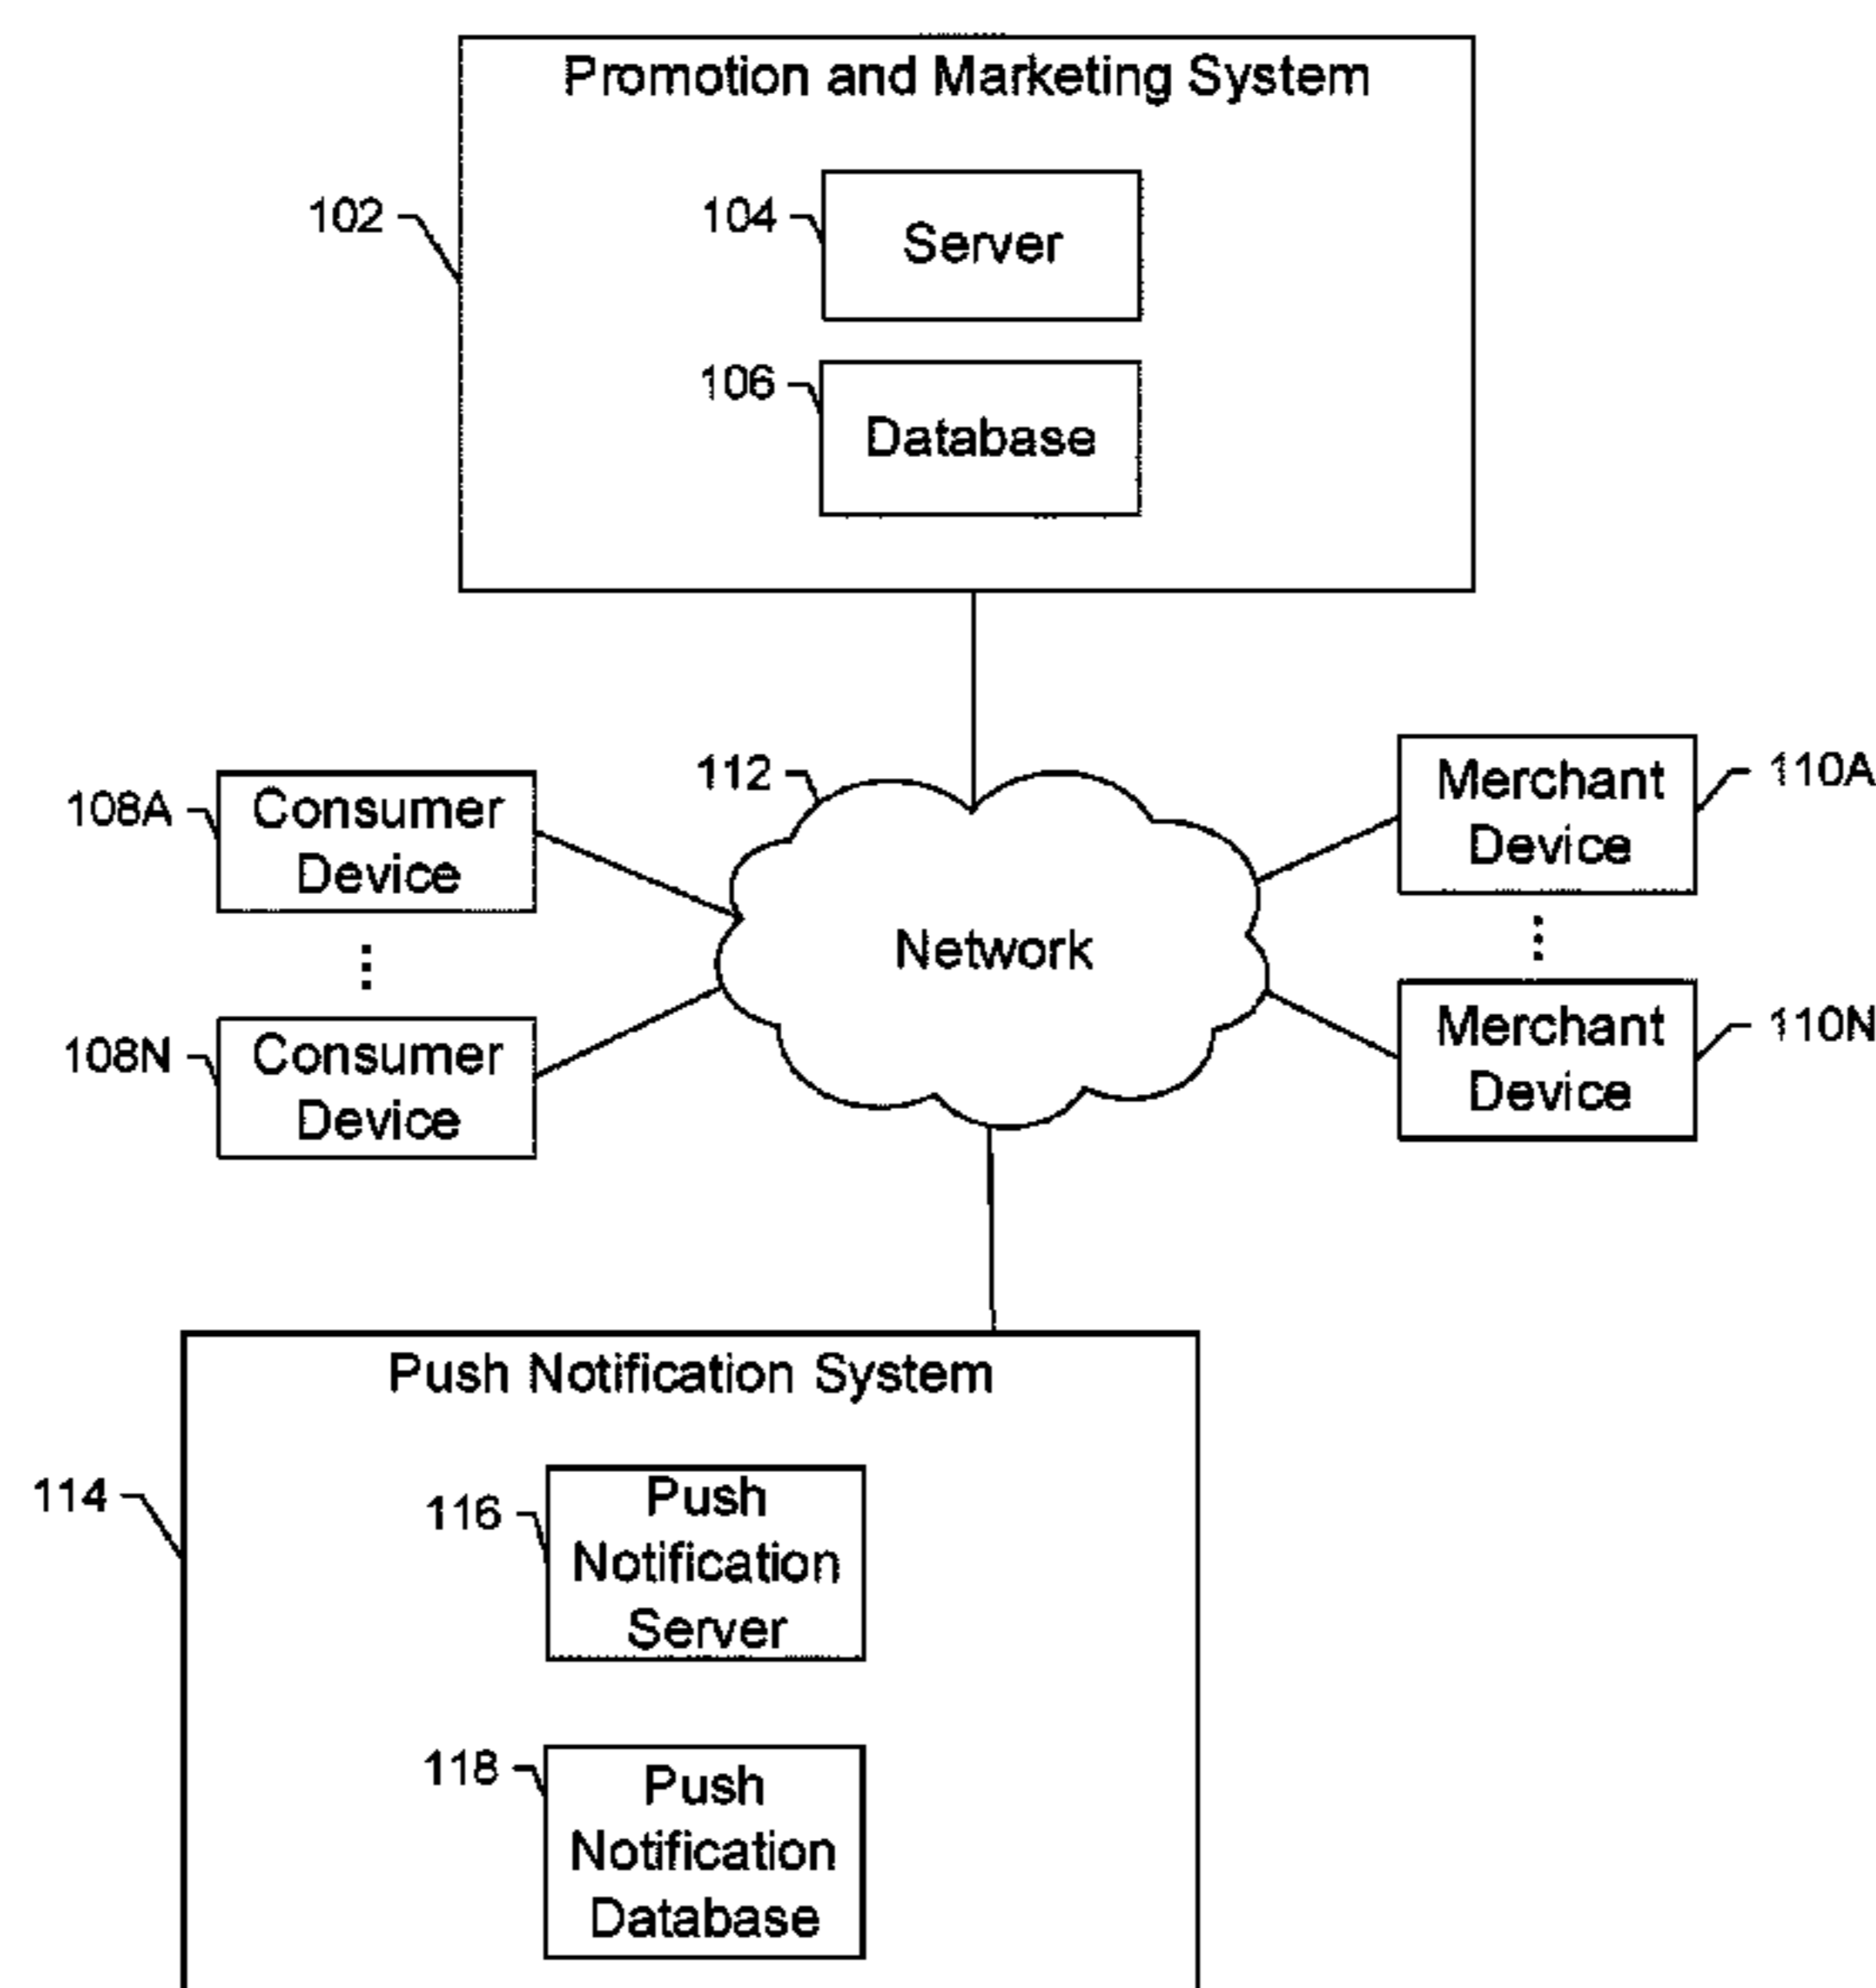 Promotion and Marketing System
102
104
Server
106
Database
108A
Consumer
Device
112
Merchant
Device
110A
Network
108N
Consumer
Device
Merchant
Device
110N
Push Notification System
114
116
Push
Notification
Server
118
Push
Notification
Database